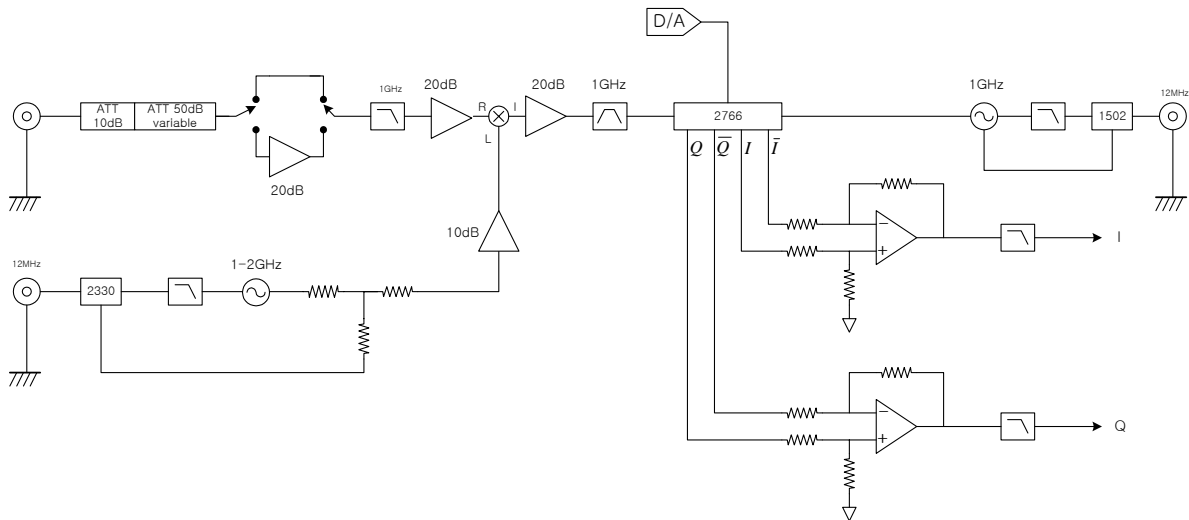 D/A
ATT 10dB
ATT 50dB variable
20dB
1GHz
20dB
R
I
L
20dB
1GHz
2766
Q
Q̅
I
I̅
1GHz
1502
12MHz
10dB
−
+
I
12MHz
2330
1-2GHz
−
+
Q